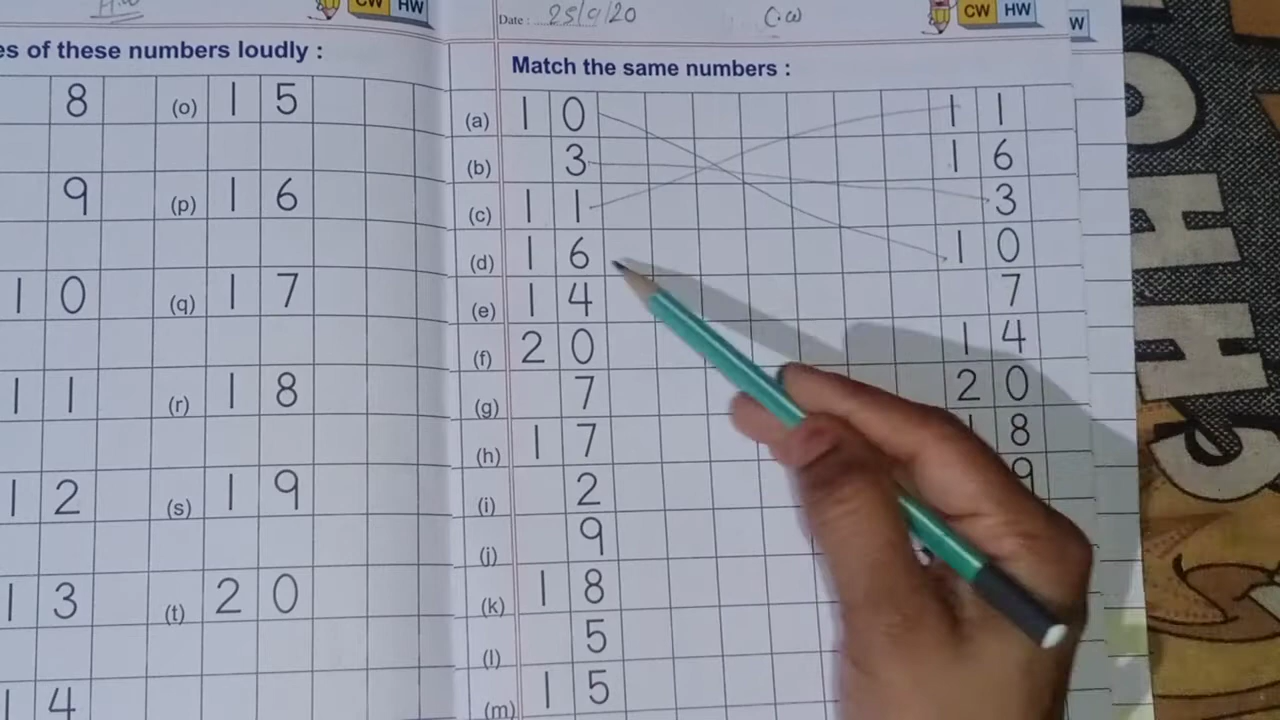 H.W
CW HW
es of these numbers loudly :
8 (o) 1 5
9 (p) 1 6
1 0 (q) 1 7
1 1 (r) 1 8
1 2 (s) 1 9
1 3 (t) 2 0
1 4
Date : 25/9/20 C.W
CW HW
W
Match the same numbers :
(a) 1 0 1 1
(b) 3 1 6
(c) 1 1 3
(d) 1 6 1 0
(e) 1 4 7
(f) 2 0 1 4
(g) 7 2 0
(h) 1 7 1 8
(i) 2 9
(j) 9
(k) 1 8
(l) 5
(m) 1 5